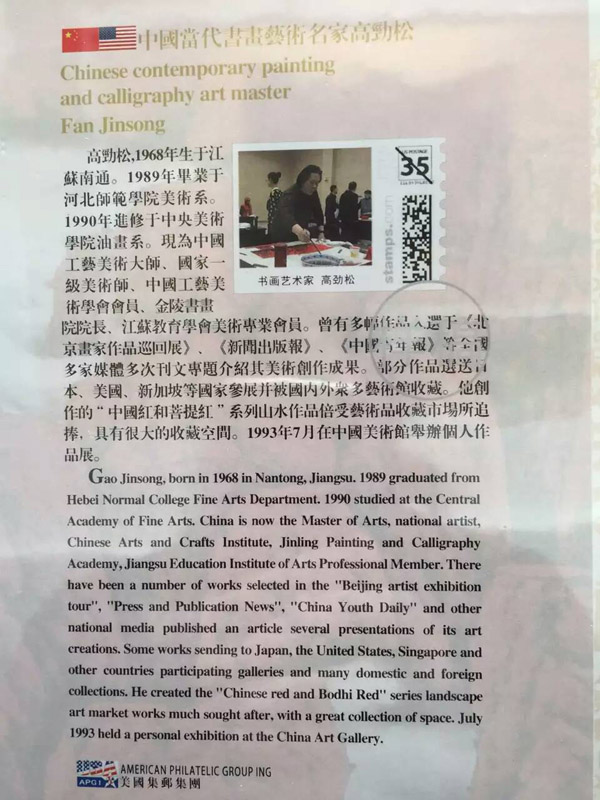 中國當代書畫藝術名家高勁松
Chinese contemporary painting
and calligraphy art master
Fan Jinsong
高勁松,1968年生于江
蘇南通。1989年畢業于
河北師範學院美術系。
1990年進修于中央美術
學院油畫系。現為中國
工藝美術大師、國家一
級美術師、中國工藝美
術學會會員、金陵書畫
35
stamps.com
书画艺术家 高劲松
院院長、江蘇教育學會美術專業會員。曾有多幅作品入選于《北
京畫家作品巡回展》、《新聞出版報》、《中國青年報》等全國
多家媒體多次刊文專題介紹其美術創作成果。部分作品選送日
本、美國、新加坡等國家參展并被國内外衆多藝術館收藏。他創
作的“中國紅和菩提紅”系列山水作品倍受藝術品收藏市場所追
捧，具有很大的收藏空間。1993年7月在中國美術館舉辦個人作
品展。
Gao Jinsong, born in 1968 in Nantong, Jiangsu. 1989 graduated from
Hebei Normal College Fine Arts Department. 1990 studied at the Central
Academy of Fine Arts. China is now the Master of Arts, national artist,
Chinese Arts and Crafts Institute, Jinling Painting and Calligraphy
Academy, Jiangsu Education Institute of Arts Professional Member. There
have been a number of works selected in the "Beijing artist exhibition
tour", "Press and Publication News", "China Youth Daily" and other
national media published an article several presentations of its art
creations. Some works sending to Japan, the United States, Singapore and
other countries participating galleries and many domestic and foreign
collections. He created the "Chinese red and Bodhi Red" series landscape
art market works much sought after, with a great collection of space. July
1993 held a personal exhibition at the China Art Gallery.
APGI
AMERICAN PHILATELIC GROUP ING
美國集郵集團